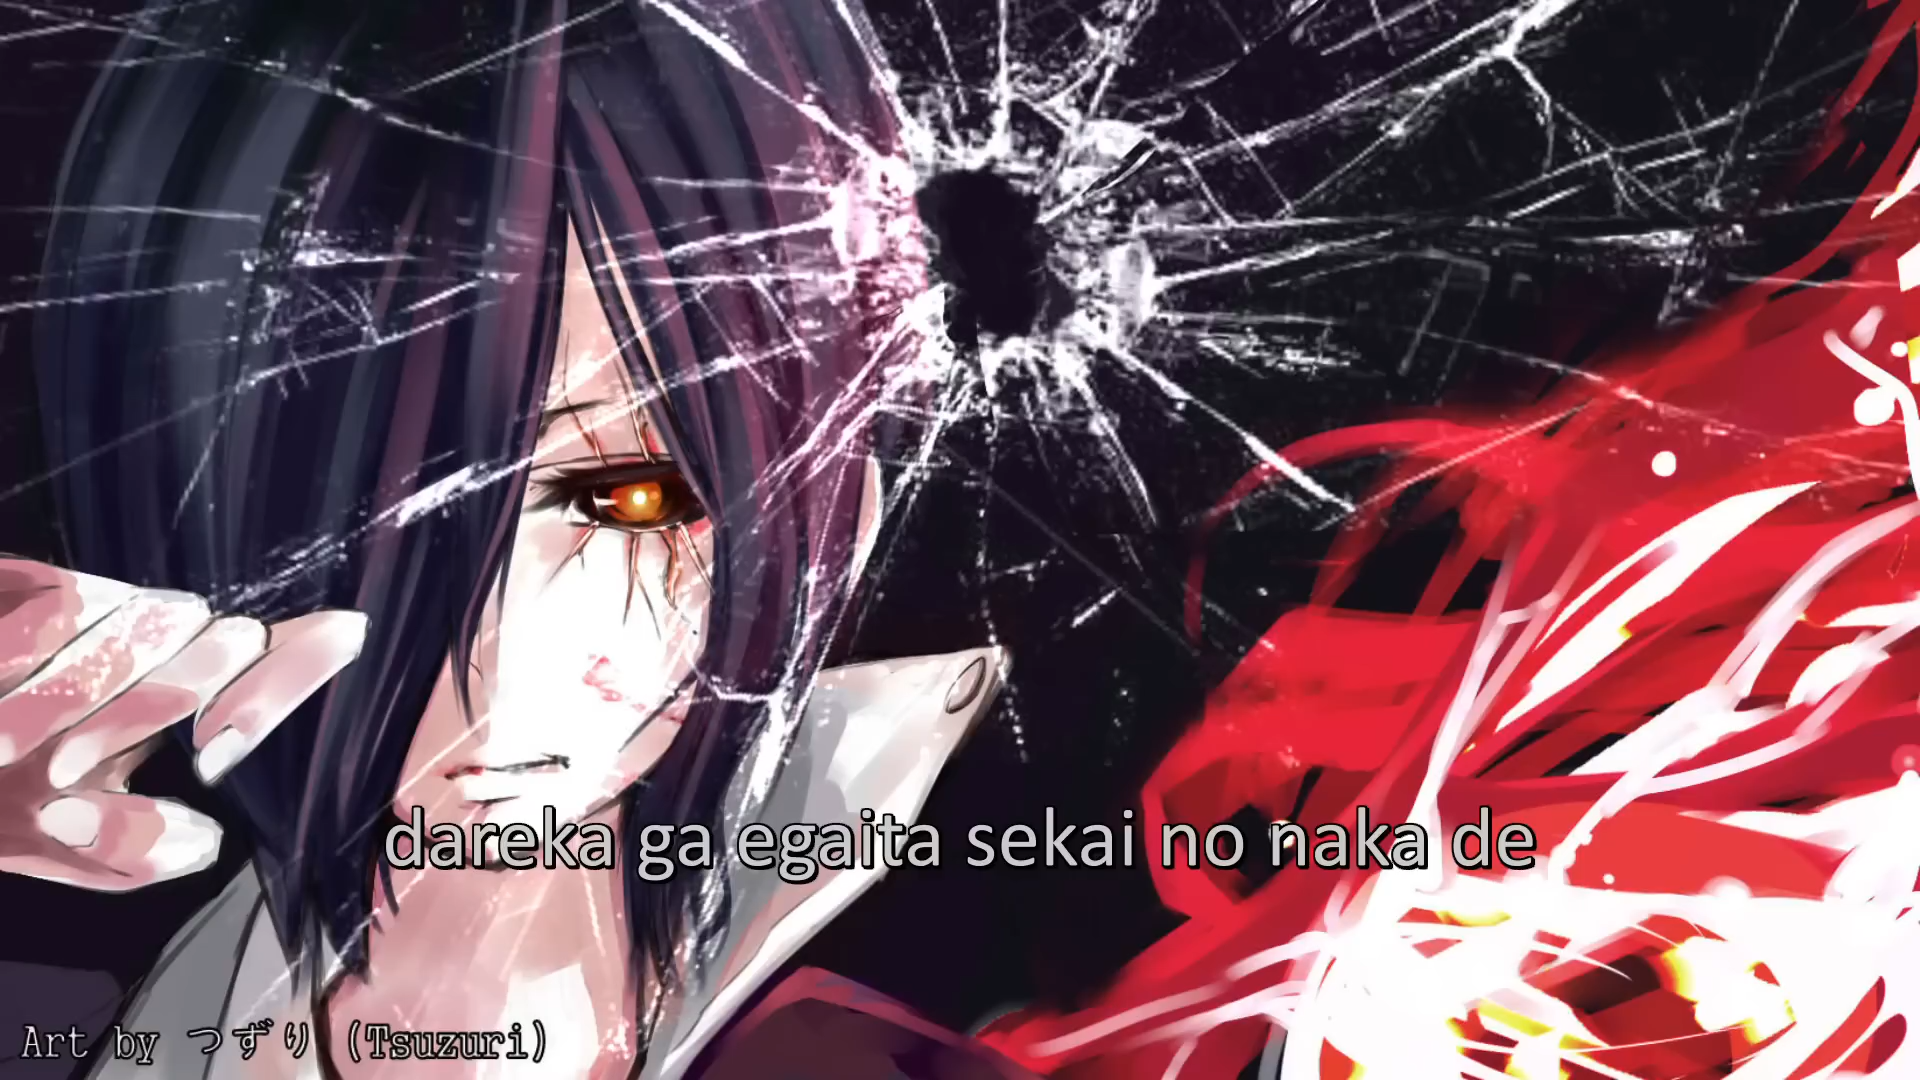 dareka ga egaita sekai no naka de
Art by つずり (Tsuzuri)